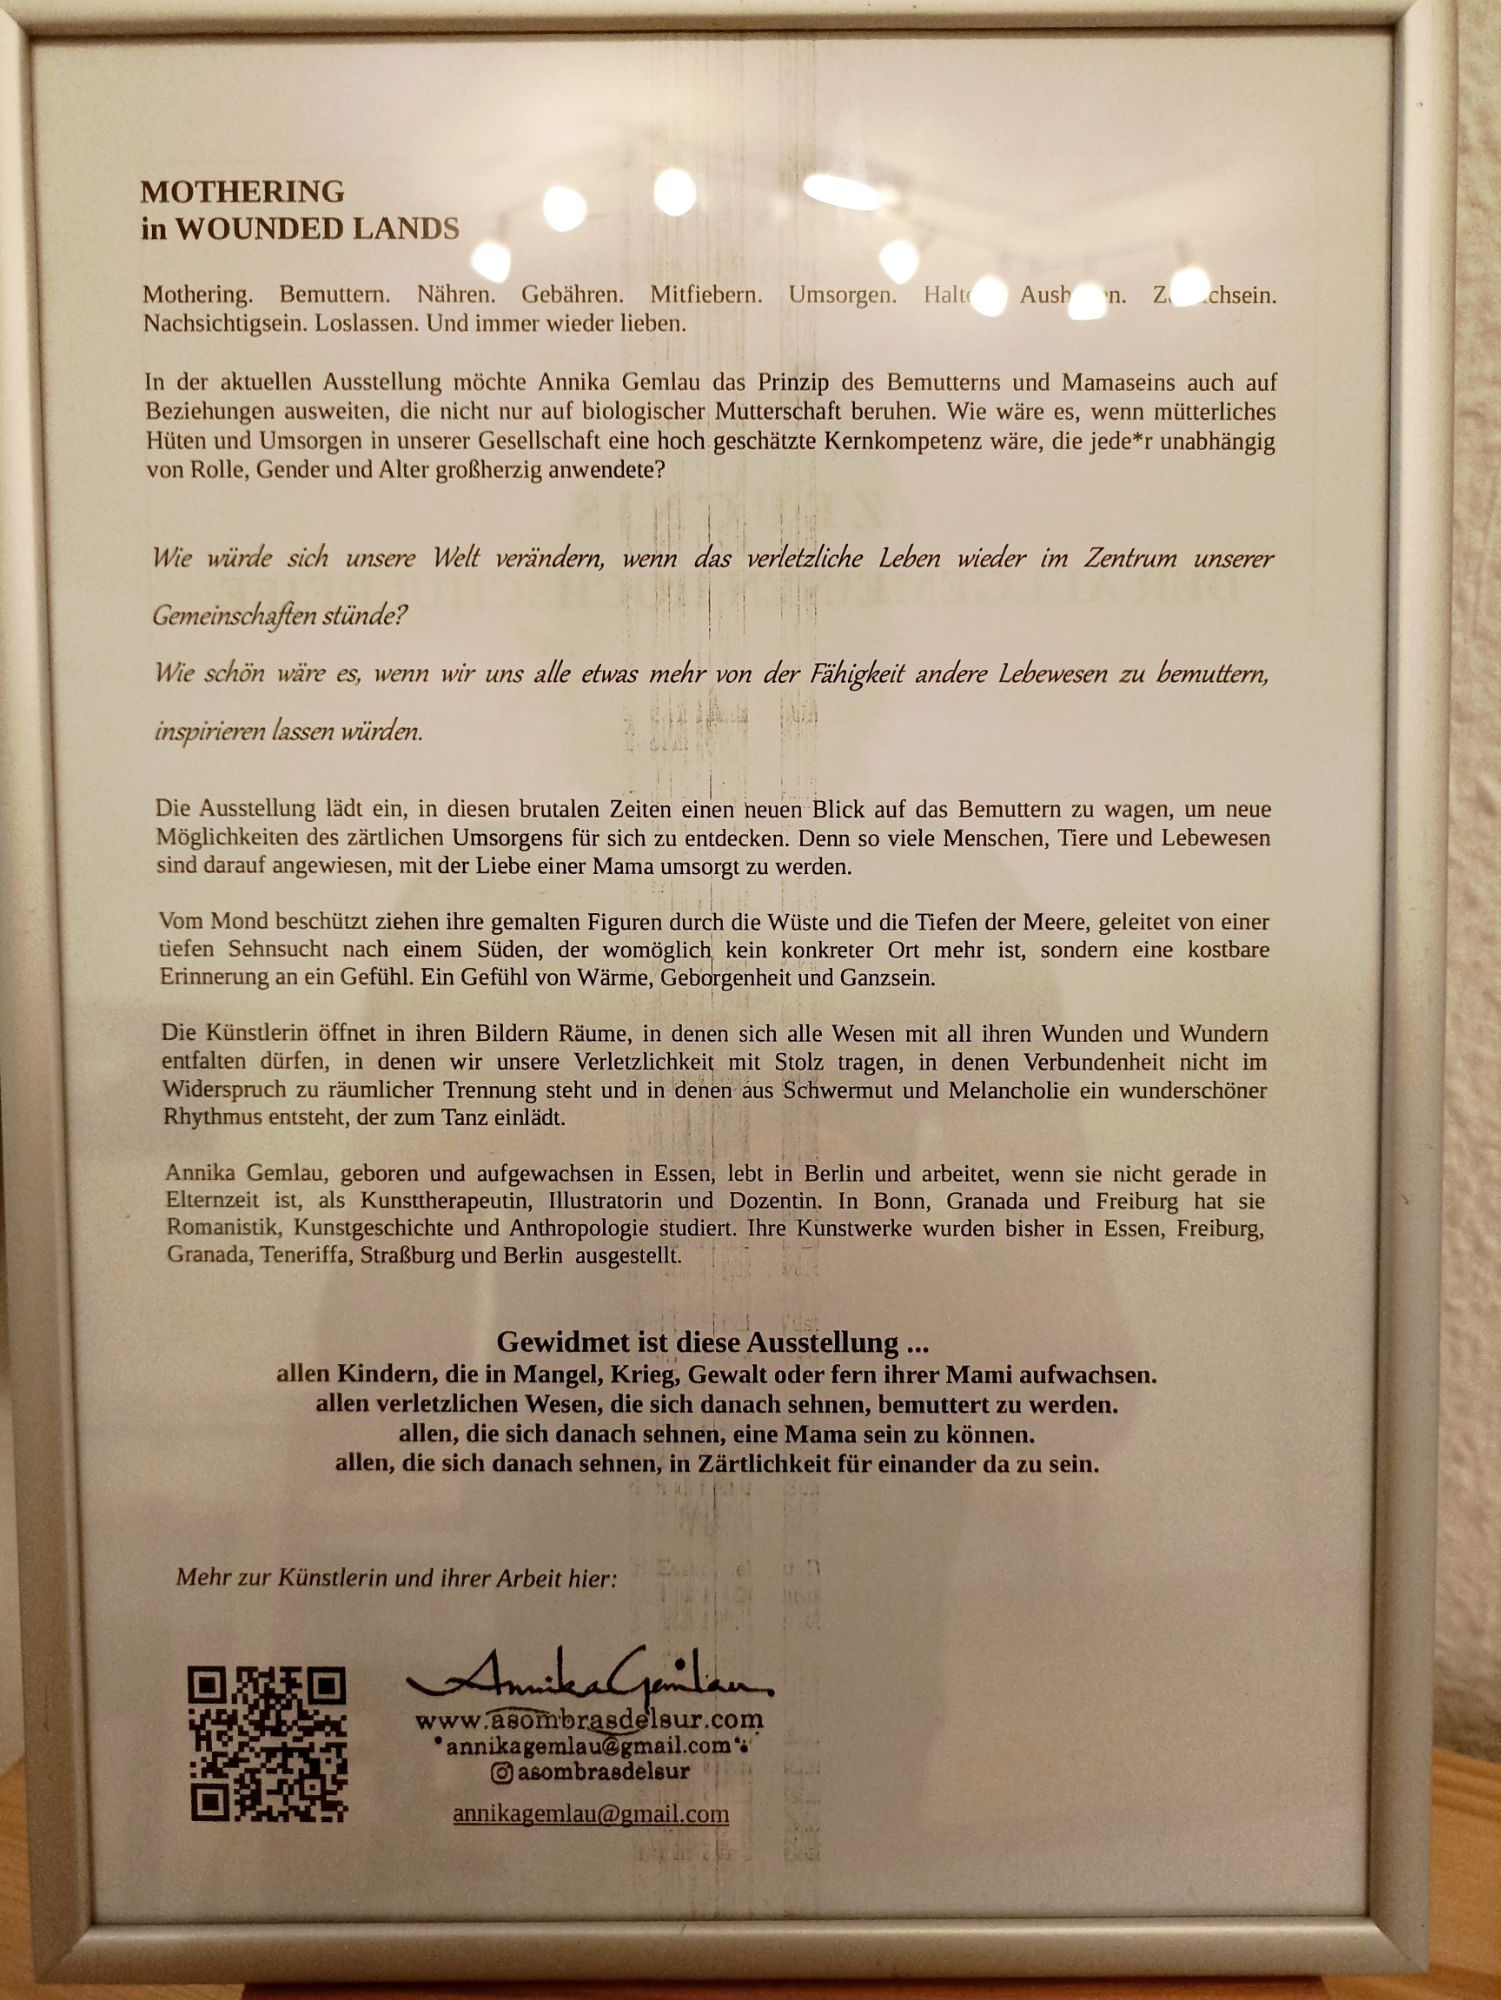 MOTHERING
in WOUNDED LANDS
Mothering. Bemuttern. Nähren. Gebähren. Mitfiebern. Umsorgen.
Nachsichtigsein. Loslassen. Und immer wieder lieben.
In der aktuellen Ausstellung möchte Annika Gemlau das Prinzip des Bemutterns und Mamaseins auch auf
Beziehungen ausweiten, die nicht nur auf biologischer Mutterschaft beruhen. Wie wäre es, wenn mütterliches
Hüten und Umsorgen in unserer Gesellschaft eine hoch geschätzte Kernkompetenz wäre, die jede*r unabhängig
von Rolle, Gender und Alter großherzig anwendete?
Wie würde sich unsere Welt verändern, wenn das verletzliche Leben wieder im Zentrum unserer
Gemeinschaften stünde?
Wie schön wäre es, wenn wir uns alle etwas mehr von der Fähigkeit andere Lebewesen zu bemuttern,
inspirieren lassen würden.
Die Ausstellung lädt ein, in diesen brutalen Zeiten einen neuen Blick auf das Bemuttern zu wagen, um neue
Möglichkeiten des zärtlichen Umsorgens für sich zu entdecken. Denn so viele Menschen, Tiere und Lebewesen
sind darauf angewiesen, mit der Liebe einer Mama umsorgt zu werden.
Vom Mond beschützt ziehen ihre gemalten Figuren durch die Wüste und die Tiefen der Meere, geleitet von einer
tiefen Sehnsucht nach einem Süden, der womöglich kein konkreter Ort mehr ist, sondern eine kostbare
Erinnerung an ein Gefühl. Ein Gefühl von Wärme, Geborgenheit und Ganzsein.
Die Künstlerin öffnet in ihren Bildern Räume, in denen sich alle Wesen mit all ihren Wunden und Wundern
entfalten dürfen, in denen wir unsere Verletzlichkeit mit Stolz tragen, in denen Verbundenheit nicht im
Widerspruch zu räumlicher Trennung steht und in denen aus Schwermut und Melancholie ein wunderschöner
Rhythmus entsteht, der zum Tanz einlädt.
Annika Gemlau, geboren und aufgewachsen in Essen, lebt in Berlin und arbeitet, wenn sie nicht gerade in
Elternzeit ist, als Kunsttherapeutin, Illustratorin und Dozentin. In Bonn, Granada und Freiburg hat sie
Romanistik, Kunstgeschichte und Anthropologie studiert. Ihre Kunstwerke wurden bisher in Essen, Freiburg,
Granada, Teneriffa, Straßburg und Berlin ausgestellt.
Gewidmet ist diese Ausstellung ...
allen Kindern, die in Mangel, Krieg, Gewalt oder fern ihrer Mami aufwachsen.
allen verletzlichen Wesen, die sich danach sehnen, bemuttert zu werden.
allen, die sich danach sehnen, eine Mama sein zu können.
allen, die sich danach sehnen, in Zärtlichkeit für einander da zu sein.
Mehr zur Künstlerin und ihrer Arbeit hier:
Annika Gemlau
www.asombrasdelsur.com
annikagemlau@gmail.com
asombrasdelsur
annikagemlau@gmail.com